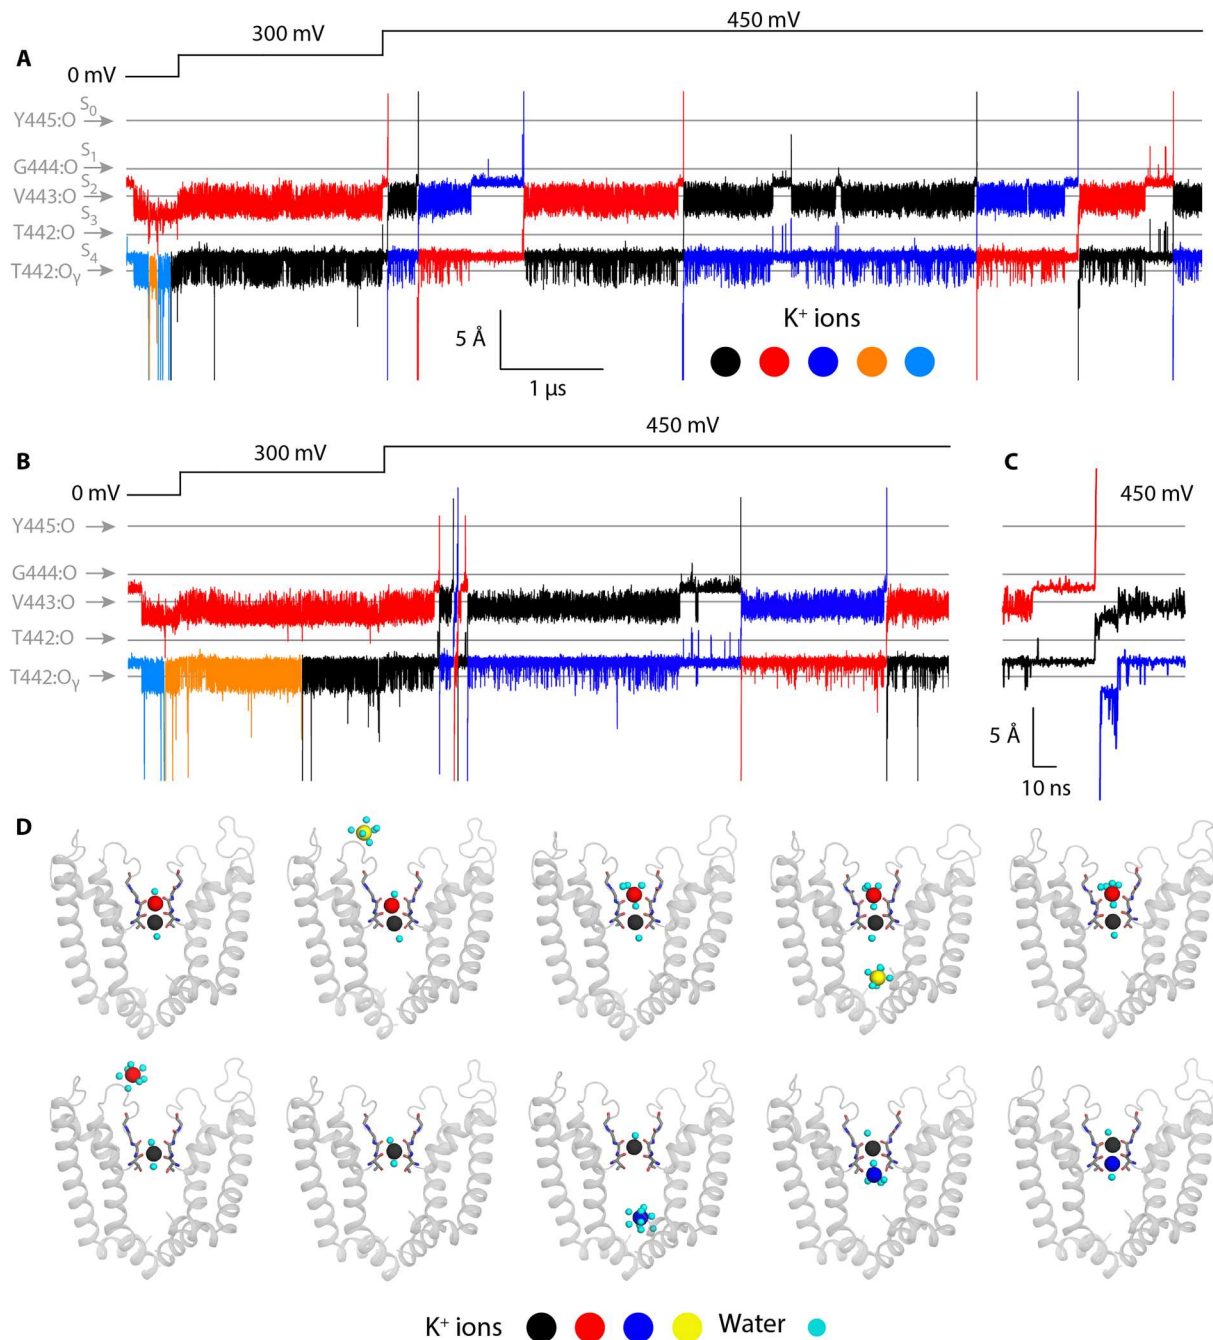 450 mV
300 mV
A
0 mV
S0
Y445:O
S1
G444:O
S2
V443:O
S3
T442:O
S4
T442:Oγ
K+ ions
5 Å
1 µs
450 mV
B
300 mV
C
0 mV
450 mV
Y445:O
G444:O
V443:O
T442:O
T442:Oγ
5 Å
10 ns
D
K+ ions Water